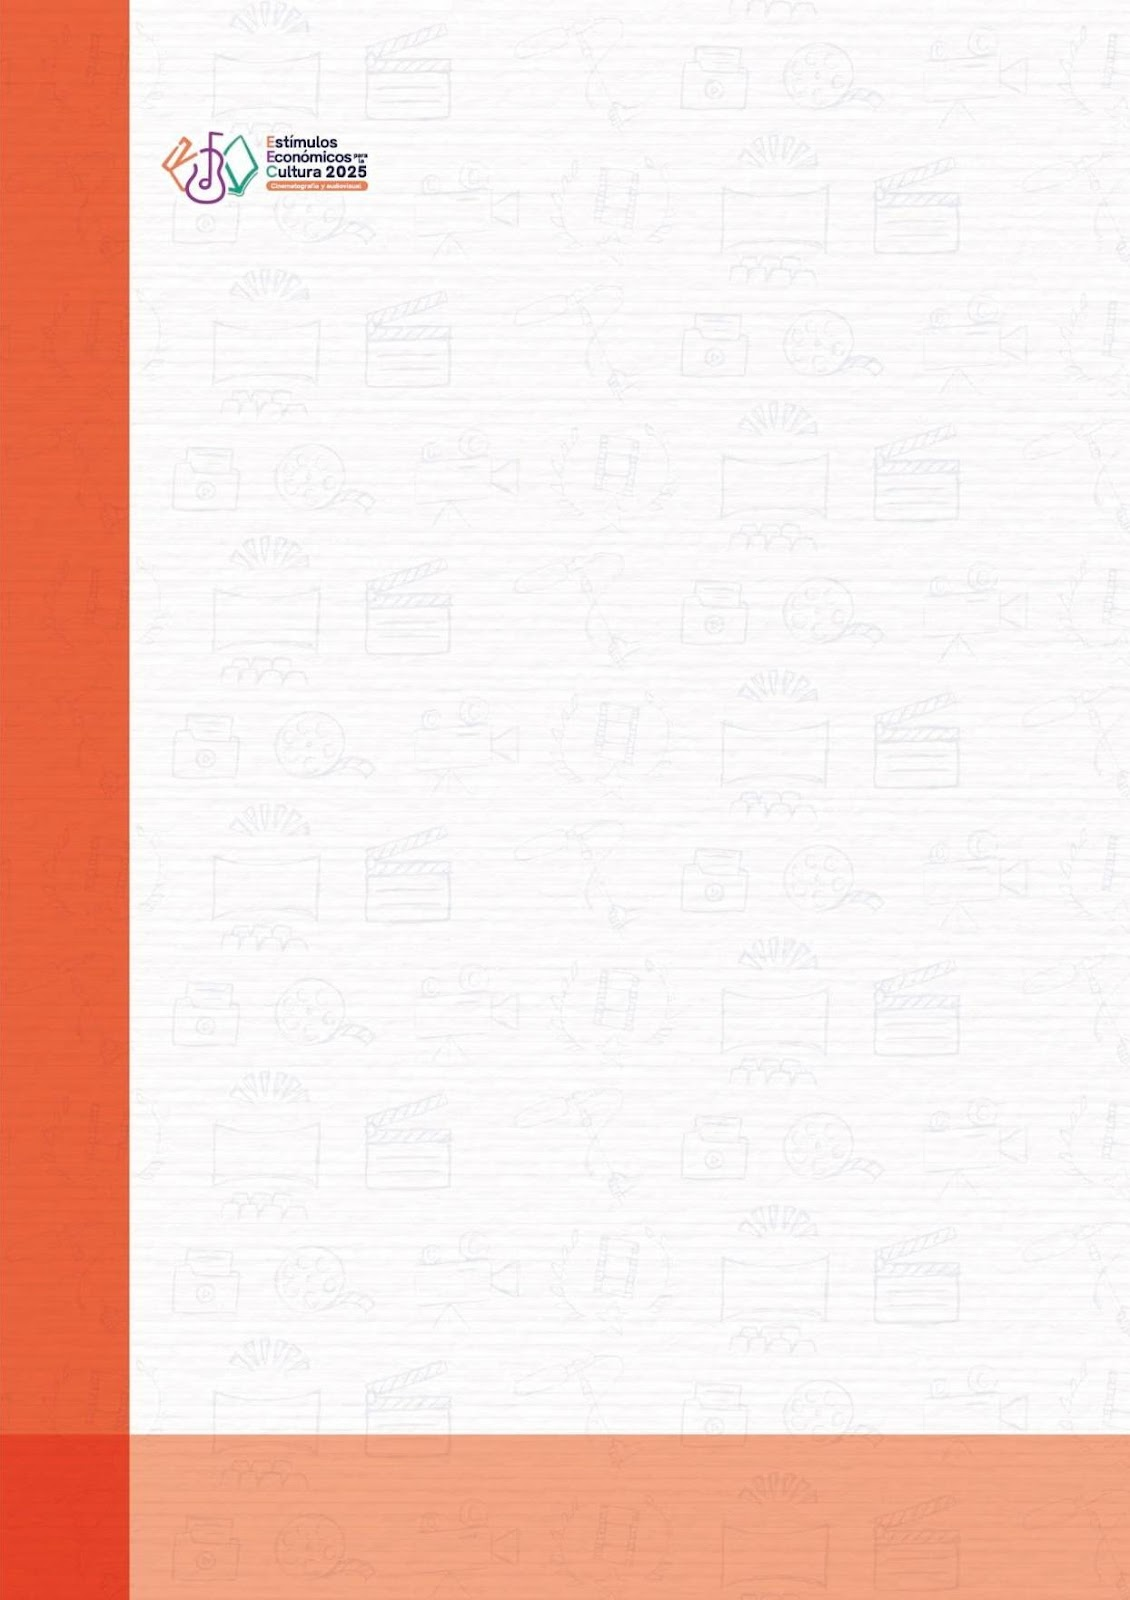 Estímulos
Económicos para la
Cultura 2025
Cinematografía y audiovisual